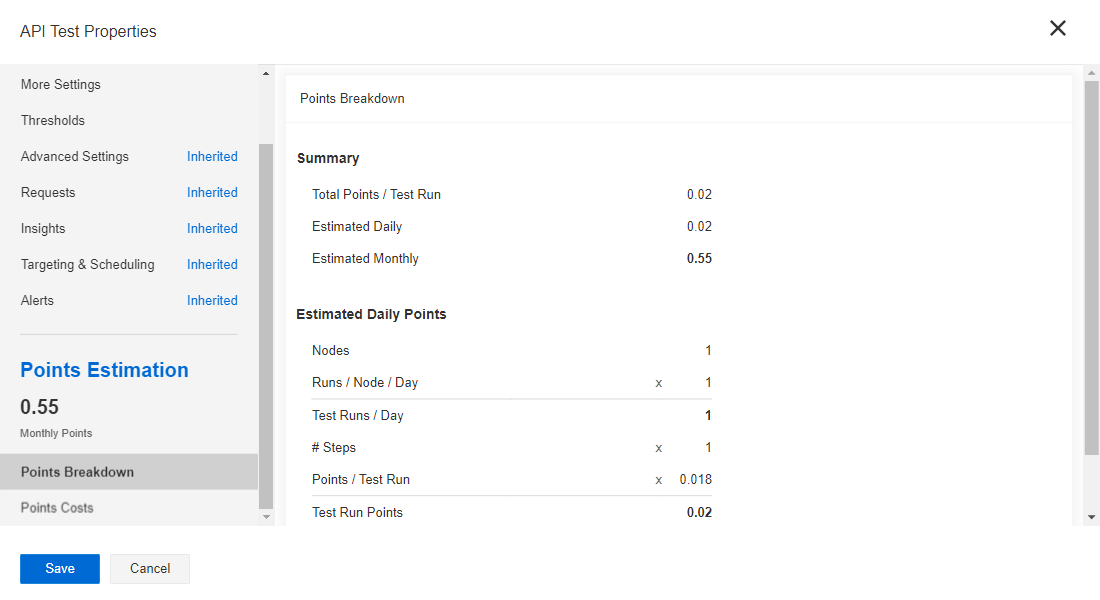 API Test Properties
More Settings
Thresholds
Advanced Settings Inherited
Requests Inherited
Insights Inherited
Targeting & Scheduling Inherited
Alerts Inherited
Points Estimation
0.55
Monthly Points
Points Breakdown
Points Costs
Points Breakdown
Summary
Total Points / Test Run 0.02
Estimated Daily 0.02
Estimated Monthly 0.55
Estimated Daily Points
Nodes 1
Runs / Node / Day x 1
Test Runs / Day 1
# Steps x 1
Points / Test Run x 0.018
Test Run Points 0.02
Save Cancel